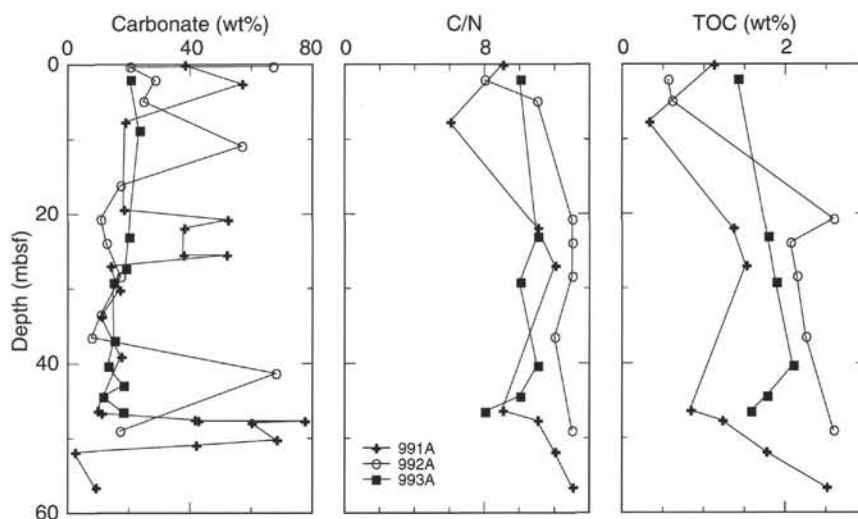 Carbonate (wt%) C/N TOC (wt%)
0 40 80 0 8 0 2
0
20
40
60
Depth (mbsf)
991A
992A
993A